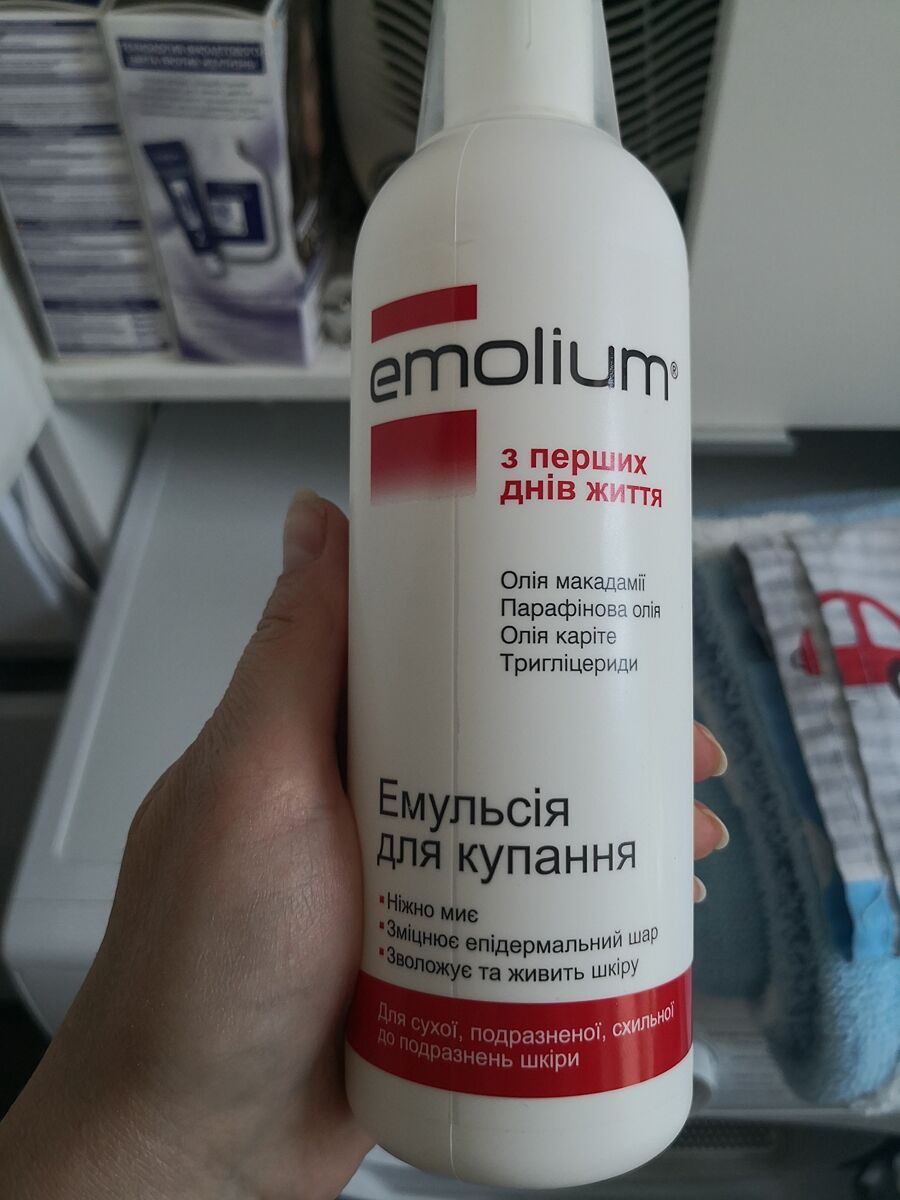 emolium®
з перших
днів життя
Олія макадамії
Парафінова олія
Олія каріте
Тригліцериди
Емульсія
для купання
Ніжно миє
Зміцнює епідермальний шар
Зволожує та живить шкіру
Для сухої, подразненої, схильної
до подразнень шкіри